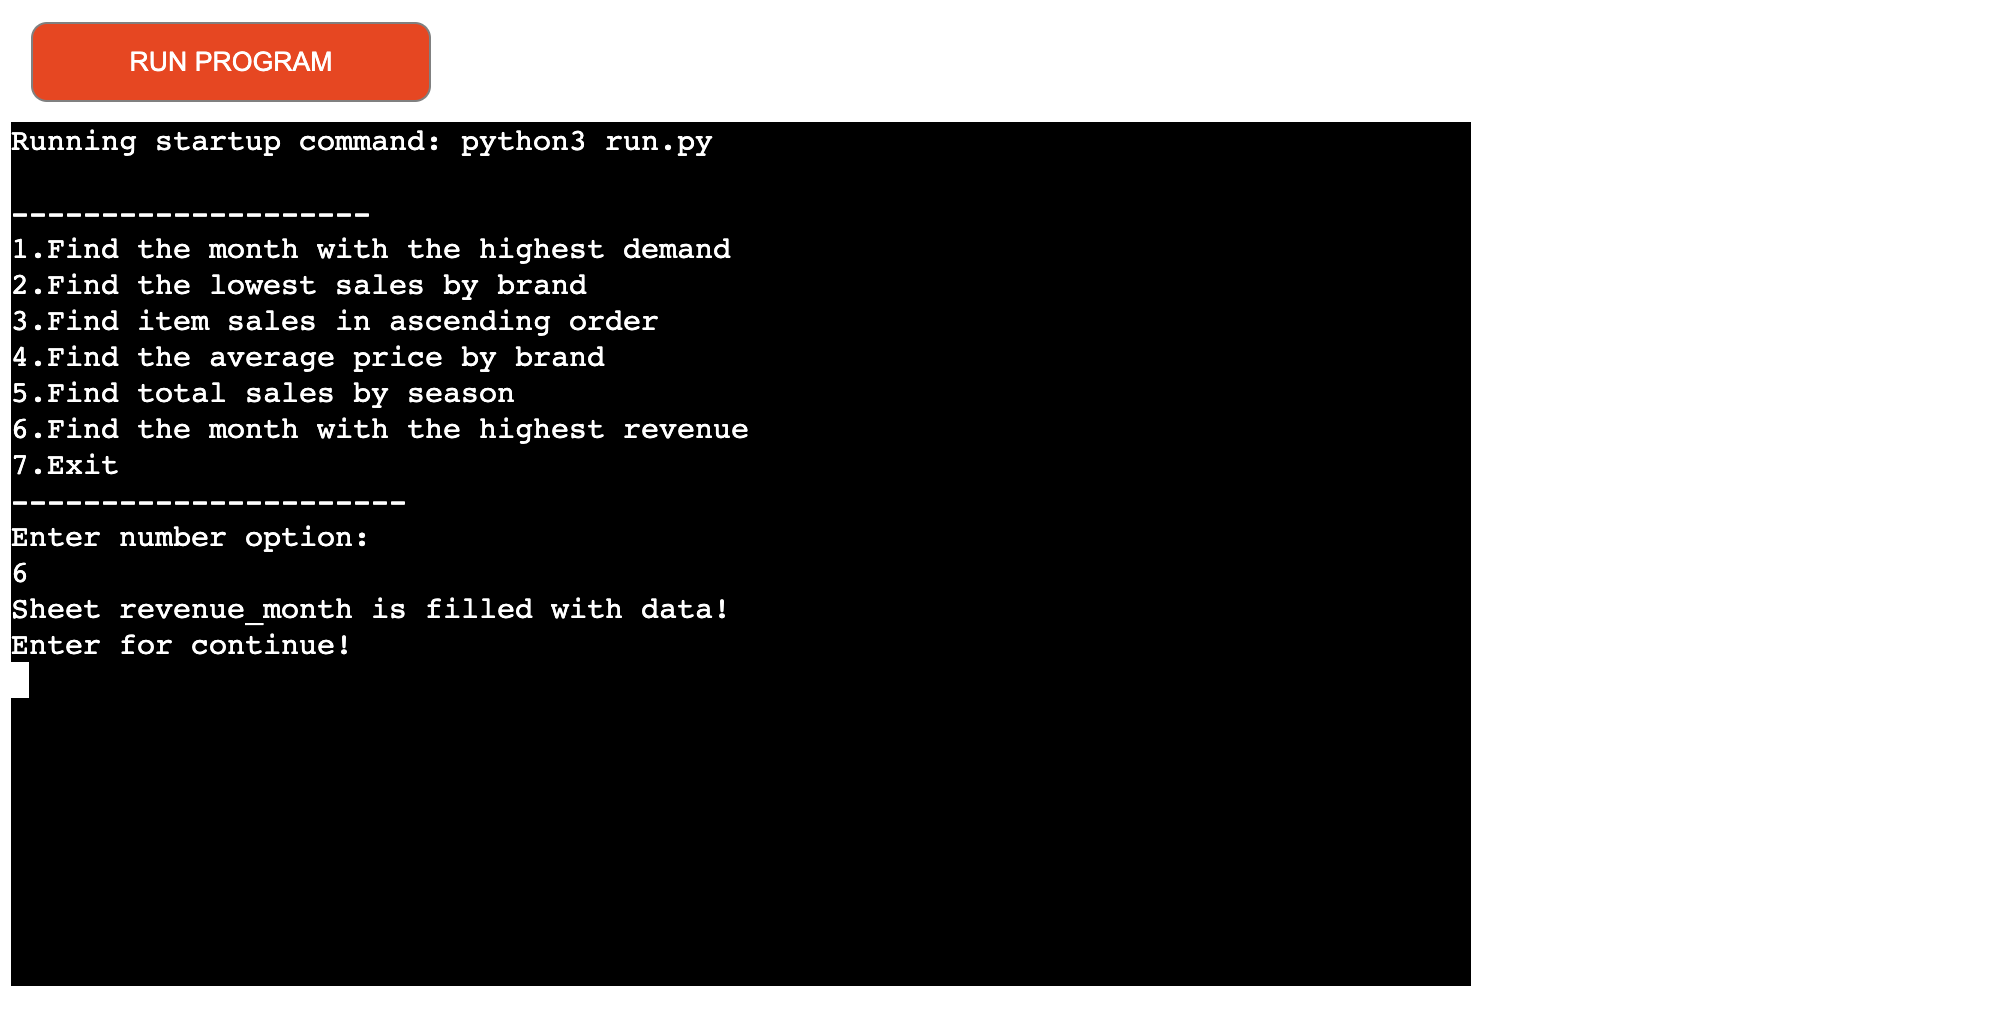 RUN PROGRAM
Running startup command: python3 run.py
--------------------
1.Find the month with the highest demand
2.Find the lowest sales by brand
3.Find item sales in ascending order
4.Find the average price by brand
5.Find total sales by season
6.Find the month with the highest revenue
7.Exit
----------------------
Enter number option:
6
Sheet revenue_month is filled with data!
Enter for continue!